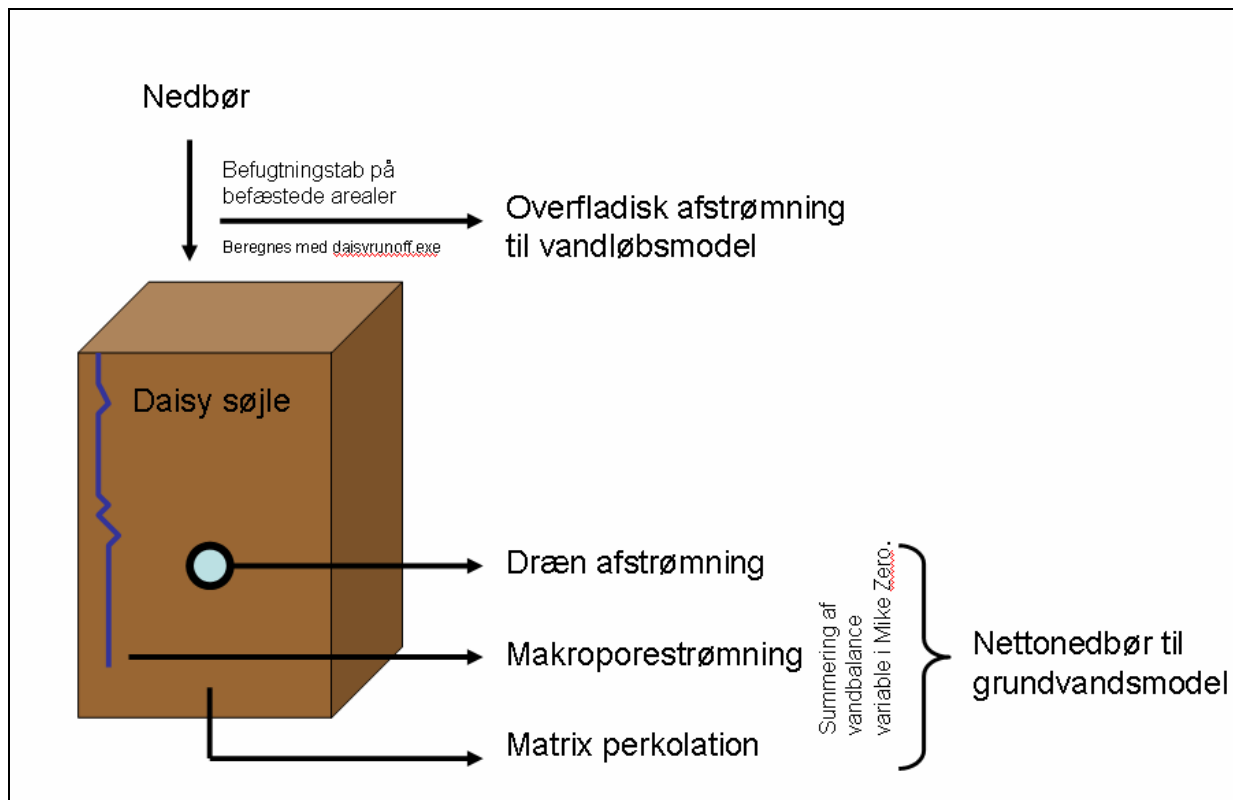 Nedbør
Befugtningstab på
befæstede arealer
Beregnes med daisyrunoff.exe
Overfladisk afstrømning
til vandløbsmodel
Daisy søjle
Dræn afstrømning
Makroporestrømning
Matrix perkolation
Summering af
vandbalance
variable i Mike Zero.
Nettonedbør til
grundvandsmodel